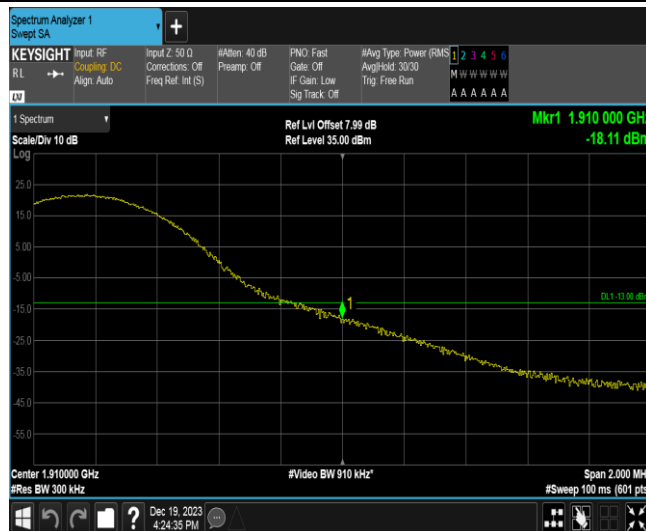 Spectrum Analyzer 1
Swept SA
KEYSIGHT
RL
Input: RF
Coupling: DC
Align: Auto
Input Z: 50 Ω
Corrections: Off
Freq Ref: Int (S)
#Atten: 40 dB
Preamp: Off
PNO: Fast
Gate: Off
IF Gain: Low
Sig Track: Off
#Avg Type: Power (RMS
Avg|Hold: 30/30
Trig: Free Run
1 2 3 4 5 6
M W W W W W
A A A A A A
1 Spectrum
Scale/Div 10 dB
Log
Ref Lvl Offset 7.99 dB
Ref Level 35.00 dBm
Mkr1 1.910 000 GHz
-18.11 dBm
25.0
15.0
5.00
-5.00
-15.0
-25.0
-35.0
-45.0
-55.0
1
DL1 -13.00 dBm
Center 1.910000 GHz
#Res BW 300 kHz
#Video BW 910 kHz*
Span 2.000 MH
#Sweep 100 ms (601 pts
?
Dec 19, 2023
4:24:35 PM